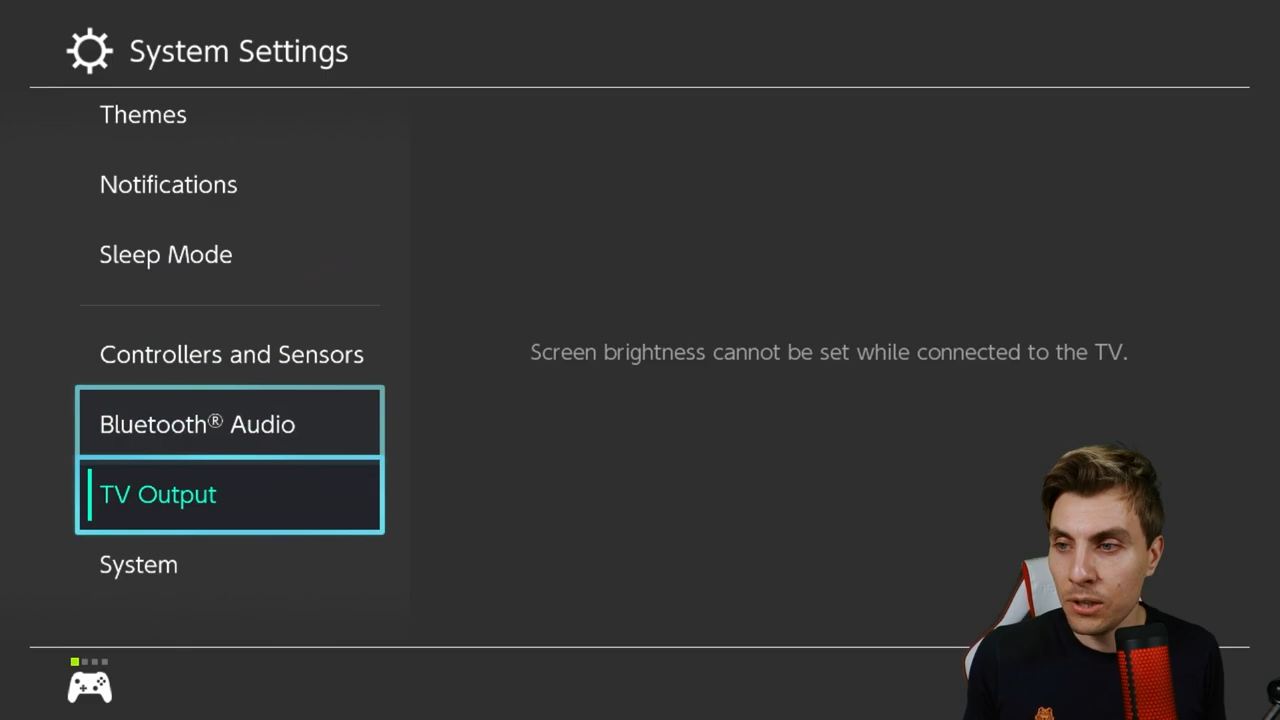 System Settings
Themes
Notifications
Sleep Mode
Controllers and Sensors
Bluetooth® Audio
TV Output
System
Screen brightness cannot be set while connected to the TV.